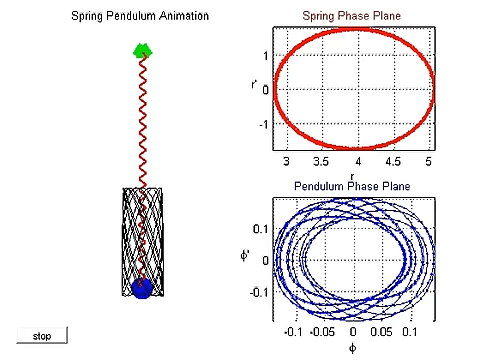 Spring Pendulum Animation
Spring Phase Plane
r'
1
0
-1
3 3.5 4 4.5 5
r
Pendulum Phase Plane
ϕ'
0.1
0
-0.1
-0.1 -0.05 0 0.05 0.1
ϕ
stop